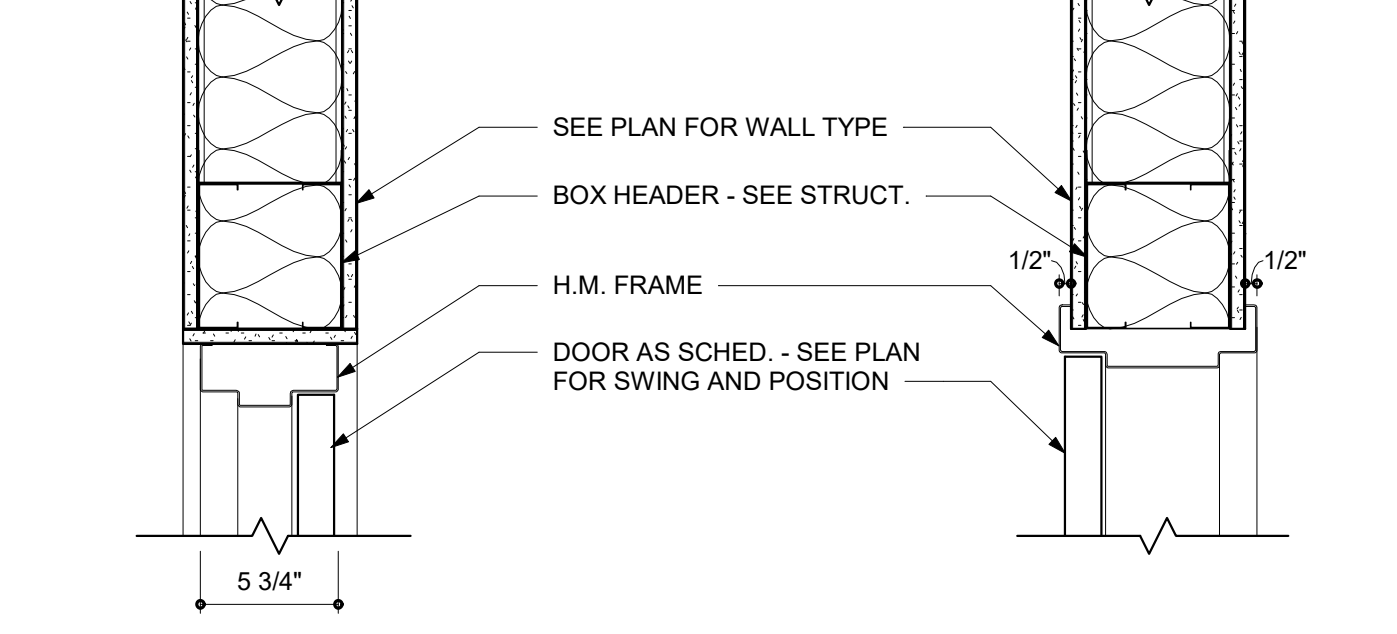 SEE PLAN FOR WALL TYPE
BOX HEADER - SEE STRUCT.
1/2"
1/2"
H.M. FRAME
DOOR AS SCHED. - SEE PLAN
FOR SWING AND POSITION
5 3/4"